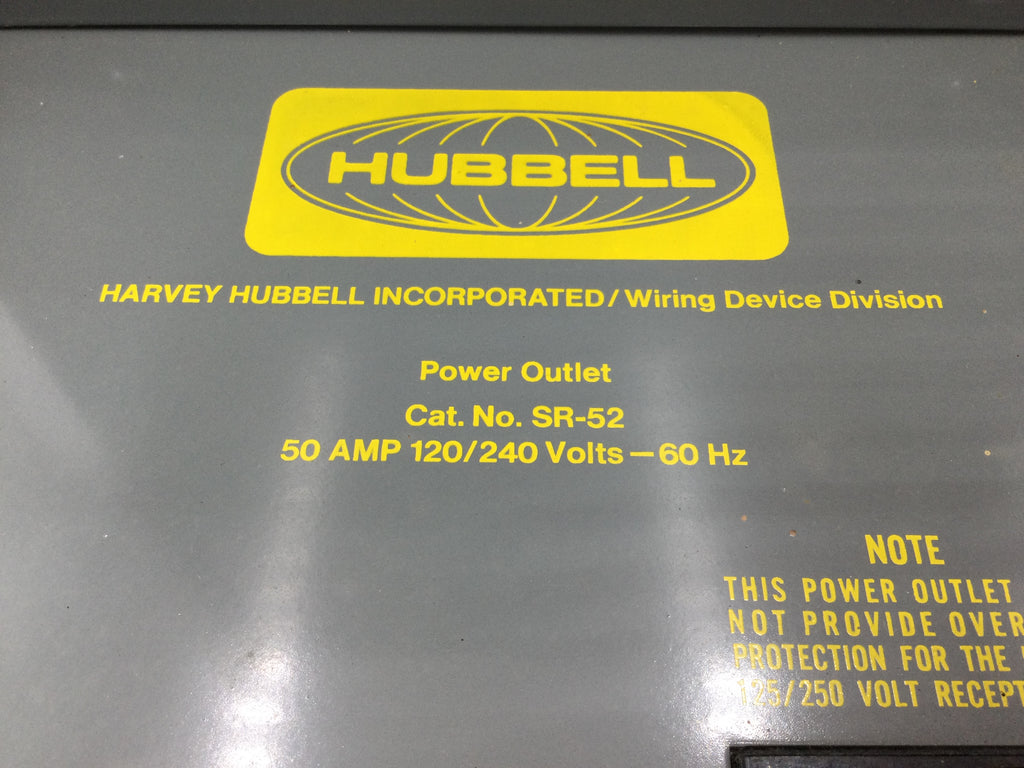 HUBBELL
HARVEY HUBBELL INCORPORATED/Wiring Device Division
Power Outlet
Cat. No. SR-52
50 AMP 120/240 Volts — 60 Hz
NOTE
THIS POWER OUTLET
NOT PROVIDE OVER
PROTECTION FOR THE
125/250 VOLT RECEPT